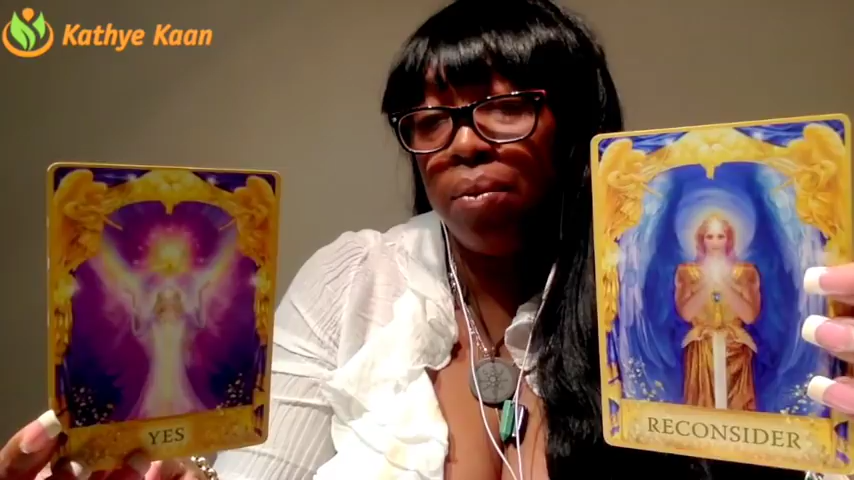 Kathye Kaan
YES
RECONSIDER